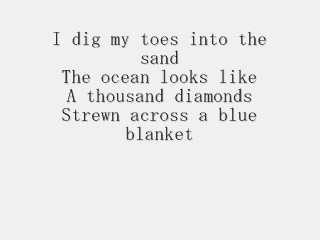 I dig my toes into the
sand
The ocean looks like
A thousand diamonds
Strewn across a blue
blanket